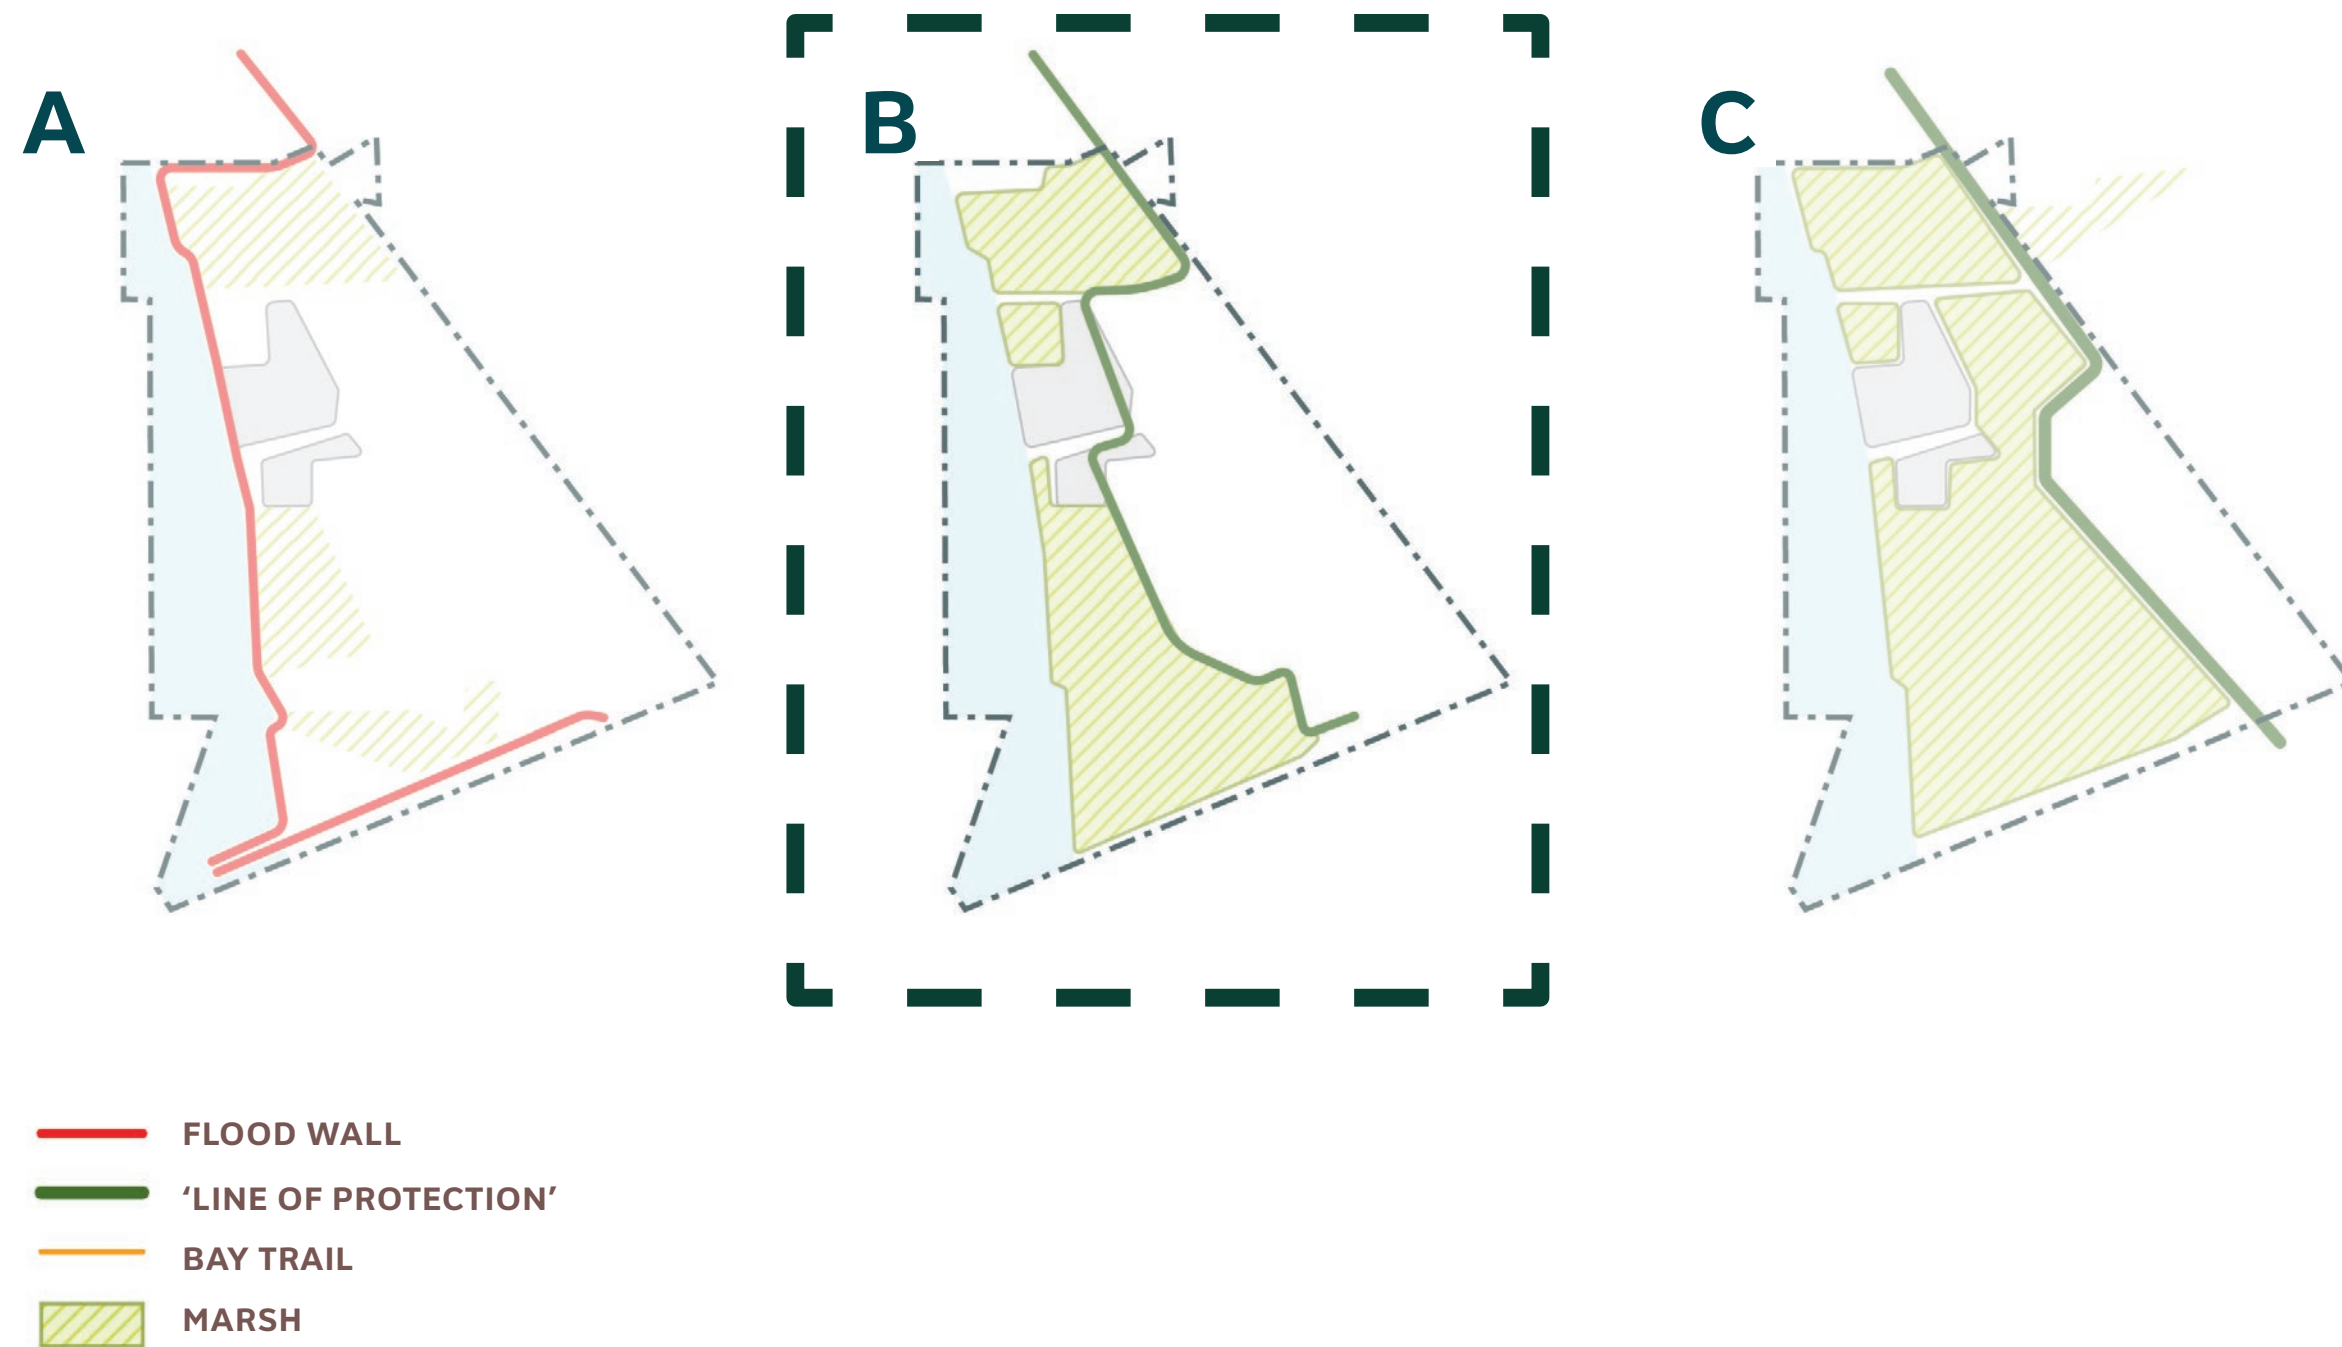 A
B
C
FLOOD WALL
‘LINE OF PROTECTION’
BAY TRAIL
MARSH